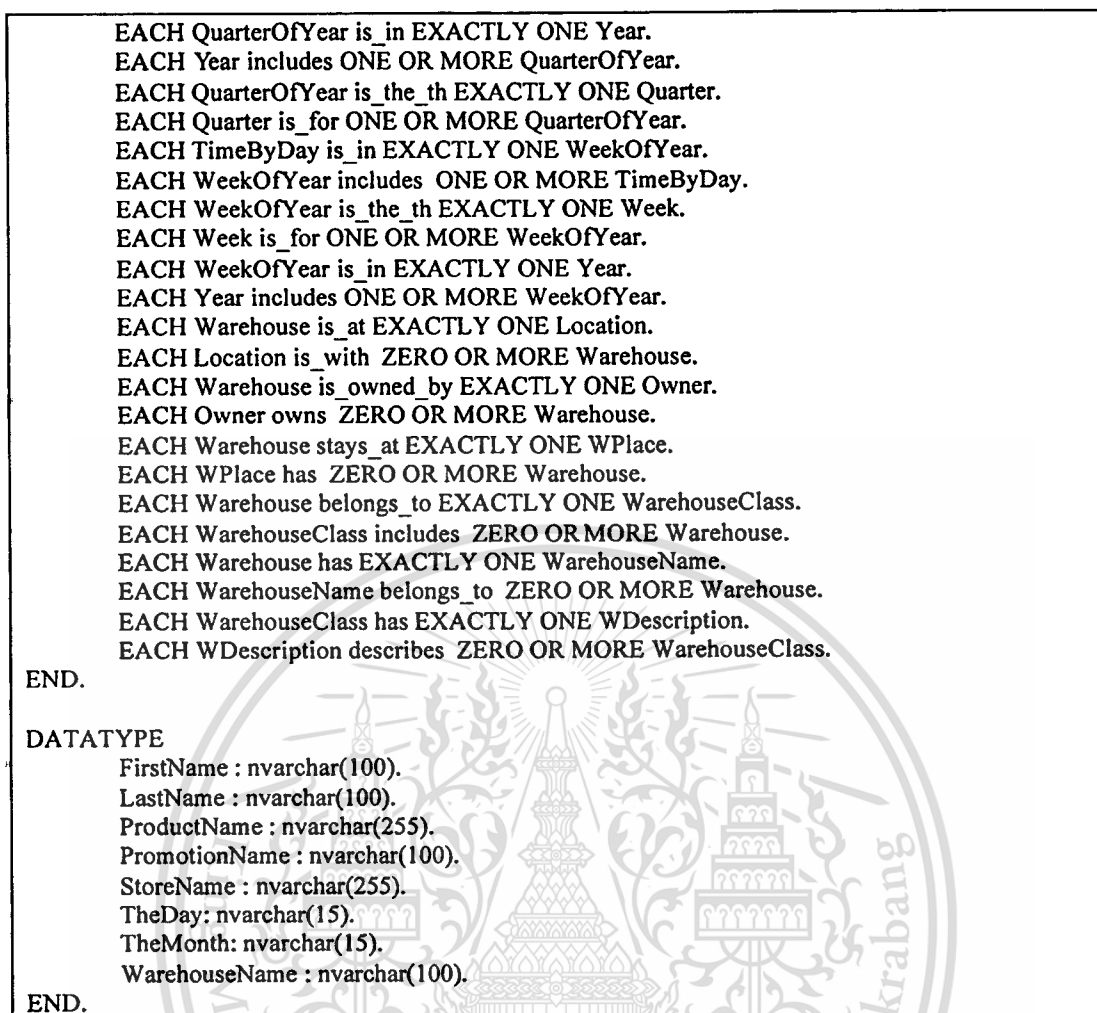 EACH QuarterOfYear is_in EXACTLY ONE Year.
EACH Year includes ONE OR MORE QuarterOfYear.
EACH QuarterOfYear is_the_th EXACTLY ONE Quarter.
EACH Quarter is_for ONE OR MORE QuarterOfYear.
EACH TimeByDay is_in EXACTLY ONE WeekOfYear.
EACH WeekOfYear includes ONE OR MORE TimeByDay.
EACH WeekOfYear is_the_th EXACTLY ONE Week.
EACH Week is_for ONE OR MORE WeekOfYear.
EACH WeekOfYear is_in EXACTLY ONE Year.
EACH Year includes ONE OR MORE WeekOfYear.
EACH Warehouse is_at EXACTLY ONE Location.
EACH Location is_with ZERO OR MORE Warehouse.
EACH Warehouse is_owned_by EXACTLY ONE Owner.
EACH Owner owns ZERO OR MORE Warehouse.
EACH Warehouse stays_at EXACTLY ONE WPlace.
EACH WPlace has ZERO OR MORE Warehouse.
EACH Warehouse belongs_to EXACTLY ONE WarehouseClass.
EACH WarehouseClass includes ZERO OR MORE Warehouse.
EACH Warehouse has EXACTLY ONE WarehouseName.
EACH WarehouseName belongs_to ZERO OR MORE Warehouse.
EACH WarehouseClass has EXACTLY ONE WDescription.
EACH WDescription describes ZERO OR MORE WarehouseClass.
END.
DATATYPE
FirstName : nvarchar(100).
LastName : nvarchar(100).
ProductName : nvarchar(255).
PromotionName : nvarchar(100).
StoreName : nvarchar(255).
TheDay: nvarchar(15).
TheMonth: nvarchar(15).
WarehouseName : nvarchar(100).
END.